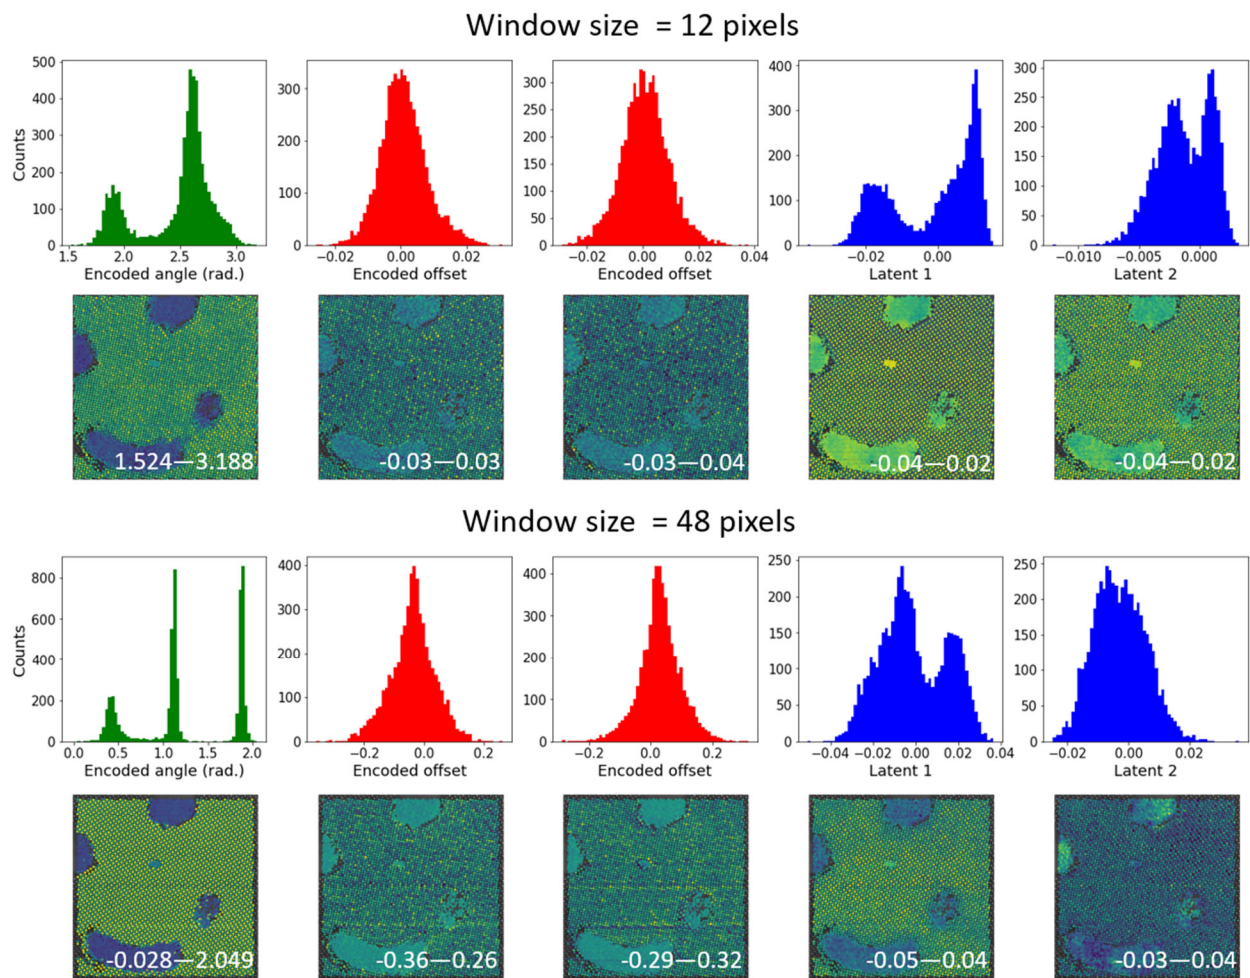 Window size = 12 pixels
500
400
300
200
100
0
Counts
1.5 2.0 2.5 3.0
Encoded angle (rad.)
300
200
100
0
−0.02 0.00 0.02
Encoded offset
300
250
200
150
100
50
0
−0.02 0.00 0.02 0.04
Encoded offset
400
300
200
100
0
−0.02 0.00
Latent 1
300
250
200
150
100
50
0
−0.010 −0.005 0.000
Latent 2
1.524—3.188
-0.03—0.03
-0.03—0.04
-0.04—0.02
-0.04—0.02
Window size = 48 pixels
800
600
400
200
0
Counts
0.0 0.5 1.0 1.5 2.0
Encoded angle (rad.)
400
300
200
100
0
−0.2 0.0 0.2
Encoded offset
400
300
200
100
0
−0.2 0.0 0.2
Encoded offset
250
200
150
100
50
0
−0.04 −0.02 0.00 0.02 0.04
Latent 1
250
200
150
100
50
0
−0.02 0.00 0.02
Latent 2
-0.028—2.049
-0.36—0.26
-0.29—0.32
-0.05—0.04
-0.03—0.04